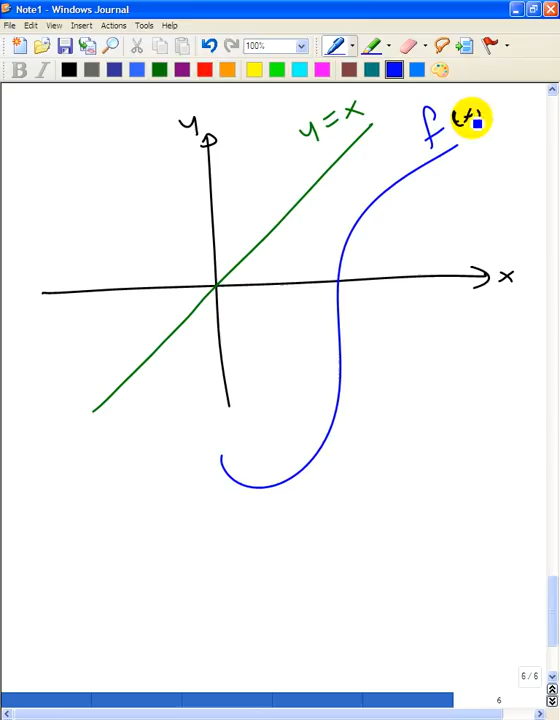 Note1 - Windows Journal
File Edit View Insert Actions Tools Help
100%
B I
y
y = x
f (x)
x
6 / 6
6